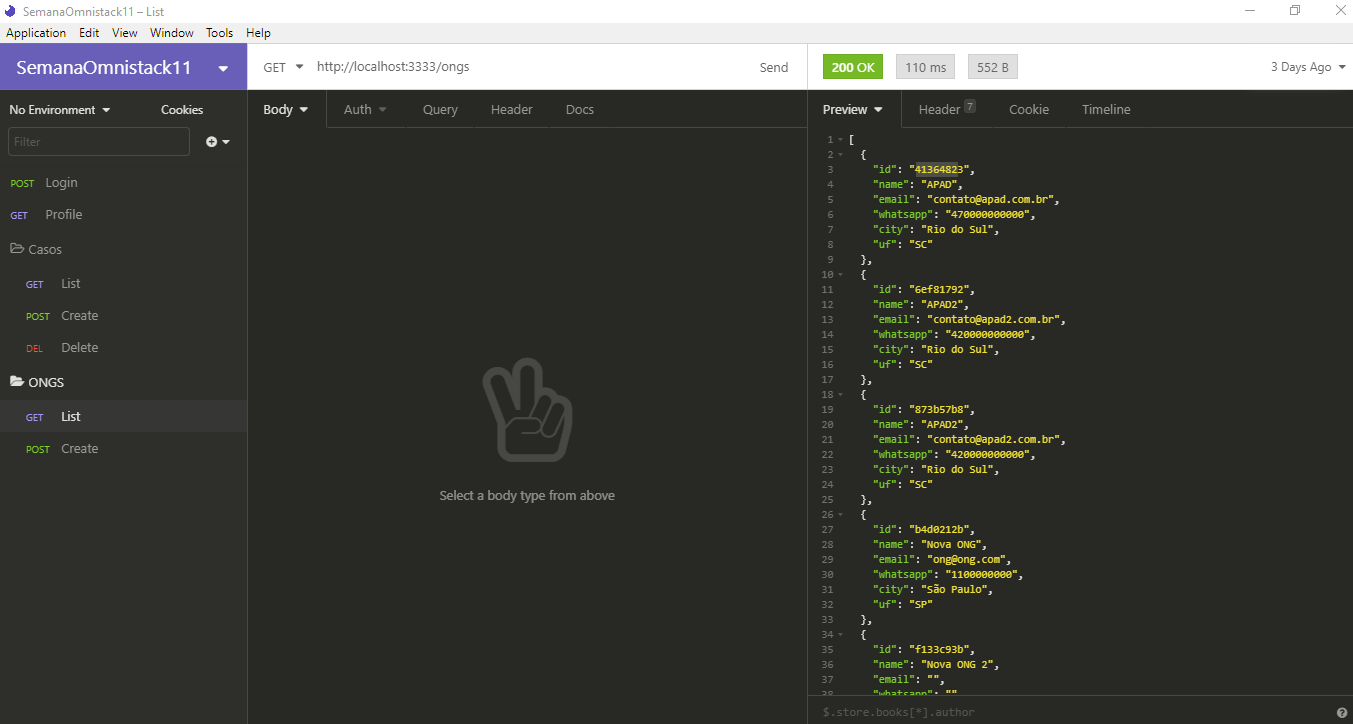 SemanaOmnistack11 – List
Application Edit View Window Tools Help
SemanaOmnistack11
GET http://localhost:3333/ongs Send
200 OK 110 ms 552 B 3 Days Ago
No Environment Cookies
Body Auth Query Header Docs
Preview Header 7 Cookie Timeline
Filter
POST Login
GET Profile
Casos
GET List
POST Create
DEL Delete
ONGS
GET List
POST Create
Select a body type from above
1 [
2 {
3 "id": "41364823",
4 "name": "APAD",
5 "email": "contato@apad.com.br",
6 "whatsapp": "470000000000",
7 "city": "Rio do Sul",
8 "uf": "SC"
9 },
10 {
11 "id": "6ef81792",
12 "name": "APAD2",
13 "email": "contato@apad2.com.br",
14 "whatsapp": "420000000000",
15 "city": "Rio do Sul",
16 "uf": "SC"
17 },
18 {
19 "id": "873b57b8",
20 "name": "APAD2",
21 "email": "contato@apad2.com.br",
22 "whatsapp": "420000000000",
23 "city": "Rio do Sul",
24 "uf": "SC"
25 },
26 {
27 "id": "b4d0212b",
28 "name": "Nova ONG",
29 "email": "ong@ong.com",
30 "whatsapp": "1100000000",
31 "city": "São Paulo",
32 "uf": "SP"
33 },
34 {
35 "id": "f133c93b",
36 "name": "Nova ONG 2",
37 "email": "",
38 "whatsapp": ""
$.store.books[*].author